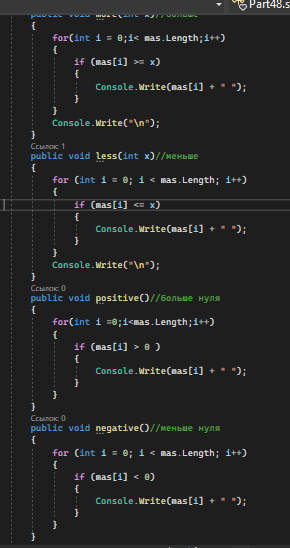 Part48.s
public void more(int x)//больше
{
for(int i = 0;i< mas.Length;i++)
{
if (mas[i] >= x)
{
Console.Write(mas[i] + " ");
}
}
Console.Write("\n");
}
Ссылок: 1
public void less(int x)//меньше
{
for (int i = 0; i < mas.Length; i++)
{
if (mas[i] <= x)
{
Console.Write(mas[i] + " ");
}
}
Console.Write("\n");
}
Ссылок: 0
public void positive()//больше нуля
{
for(int i =0;i<mas.Length;i++)
{
if (mas[i] > 0 )
{
Console.Write(mas[i] + " ");
}
}
}
Ссылок: 0
public void negative()//меньше нуля
{
for (int i = 0; i < mas.Length; i++)
{
if (mas[i] < 0)
{
Console.Write(mas[i] + " ");
}
}
}